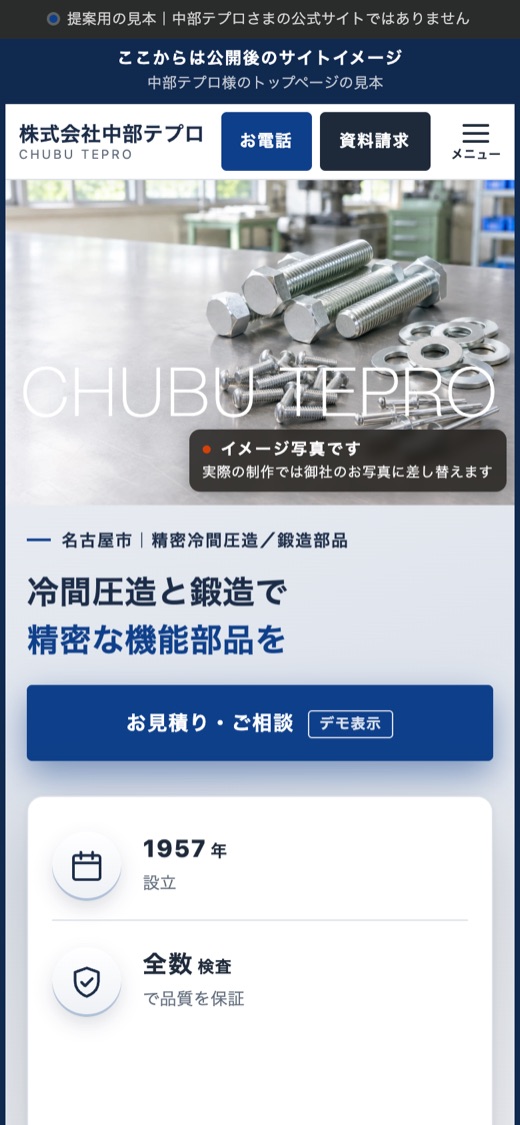 提案用の見本｜中部テプロさまの公式サイトではありません
ここからは公開後のサイトイメージ
中部テプロ様のトップページの見本
株式会社中部テプロ
CHUBU TEPRO
お電話
資料請求
メニュー
CHUBU TEPRO
イメージ写真です
実際の制作では御社のお写真に差し替えます
名古屋市｜精密冷間圧造／鍛造部品
冷間圧造と鍛造で
精密な機能部品を
お見積り・ご相談 デモ表示
1957 年
設立
全数 検査
で品質を保証